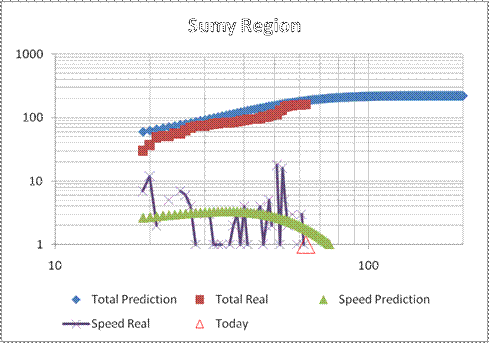 Sumy Region
1000
100
10
1
10
100
Total Prediction
Total Real
Speed Prediction
Speed Real
Today